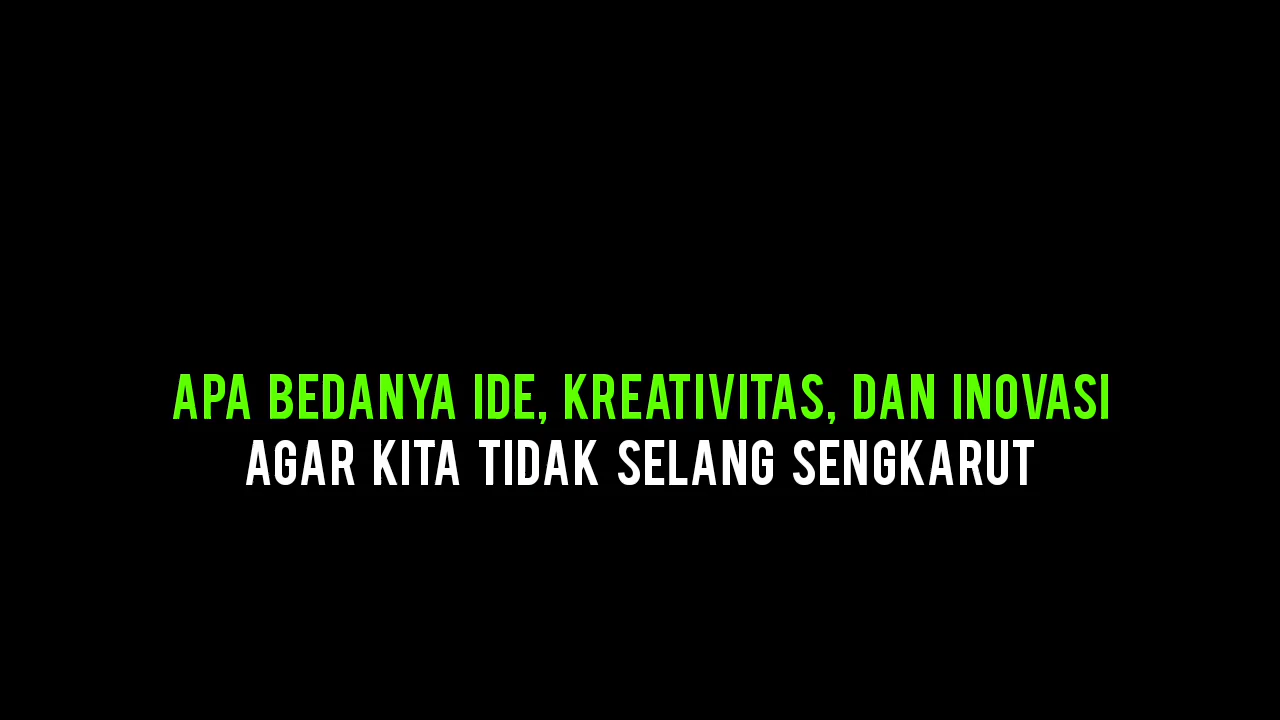 APA BEDANYA IDE, KREATIVITAS, DAN INOVASI
AGAR KITA TIDAK SELANG SENGKARUT